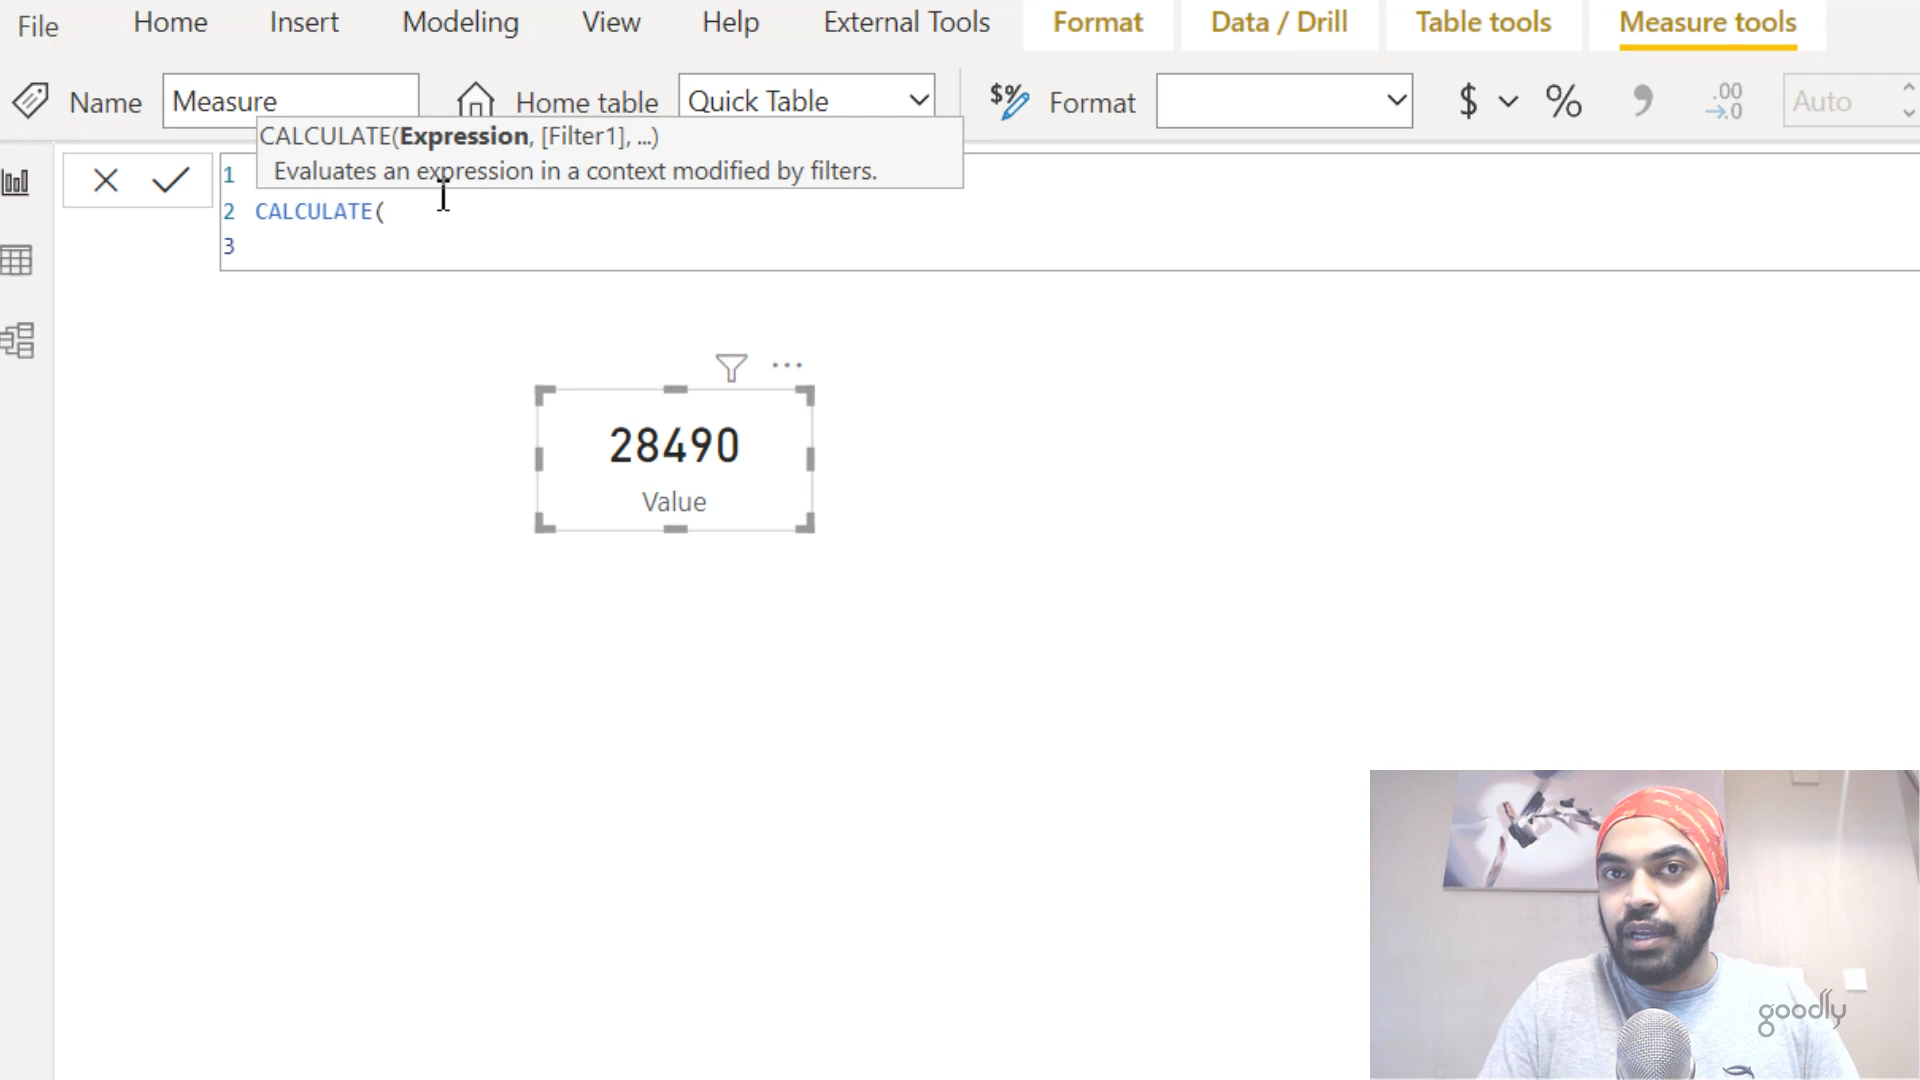 File Home Insert Modeling View Help External Tools Format Data / Drill Table tools Measure tools
Name Measure Home table Quick Table $% Format $ % .00 →.0 Auto
CALCULATE(Expression, [Filter1], ...)
Evaluates an expression in a context modified by filters.
1
2 CALCULATE(
3
28490
Value
goodly